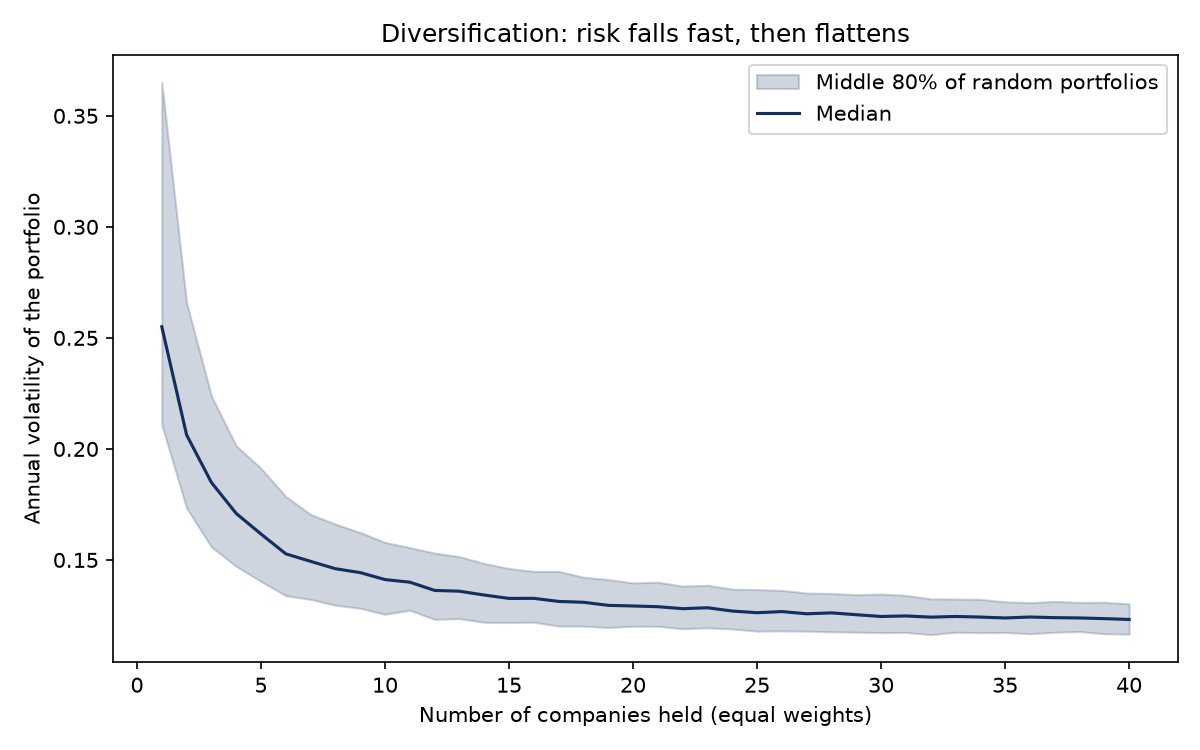 Diversification: risk falls fast, then flattens
Middle 80% of random portfolios
Median
Annual volatility of the portfolio
0.35
0.30
0.25
0.20
0.15
0 5 10 15 20 25 30 35 40
Number of companies held (equal weights)